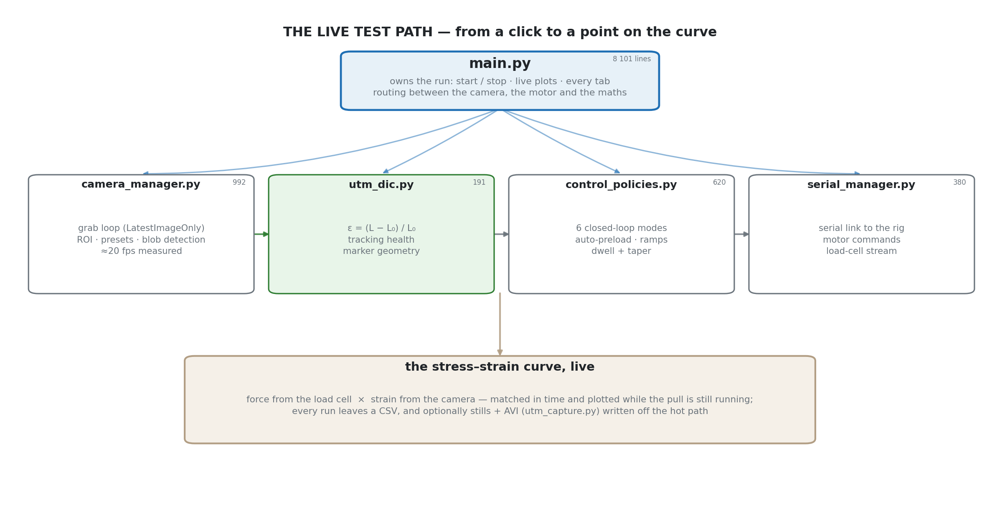 THE LIVE TEST PATH — from a click to a point on the curve
main.py
8 101 lines
owns the run: start / stop · live plots · every tab
routing between the camera, the motor and the maths
camera_manager.py
992
grab loop (LatestImageOnly)
ROI · presets · blob detection
≈20 fps measured
utm_dic.py
191
ε = (L − L₀) / L₀
tracking health
marker geometry
control_policies.py
620
6 closed-loop modes
auto-preload · ramps
dwell + taper
serial_manager.py
380
serial link to the rig
motor commands
load-cell stream
the stress–strain curve, live
force from the load cell × strain from the camera — matched in time and plotted while the pull is still running;
every run leaves a CSV, and optionally stills + AVI (utm_capture.py) written off the hot path